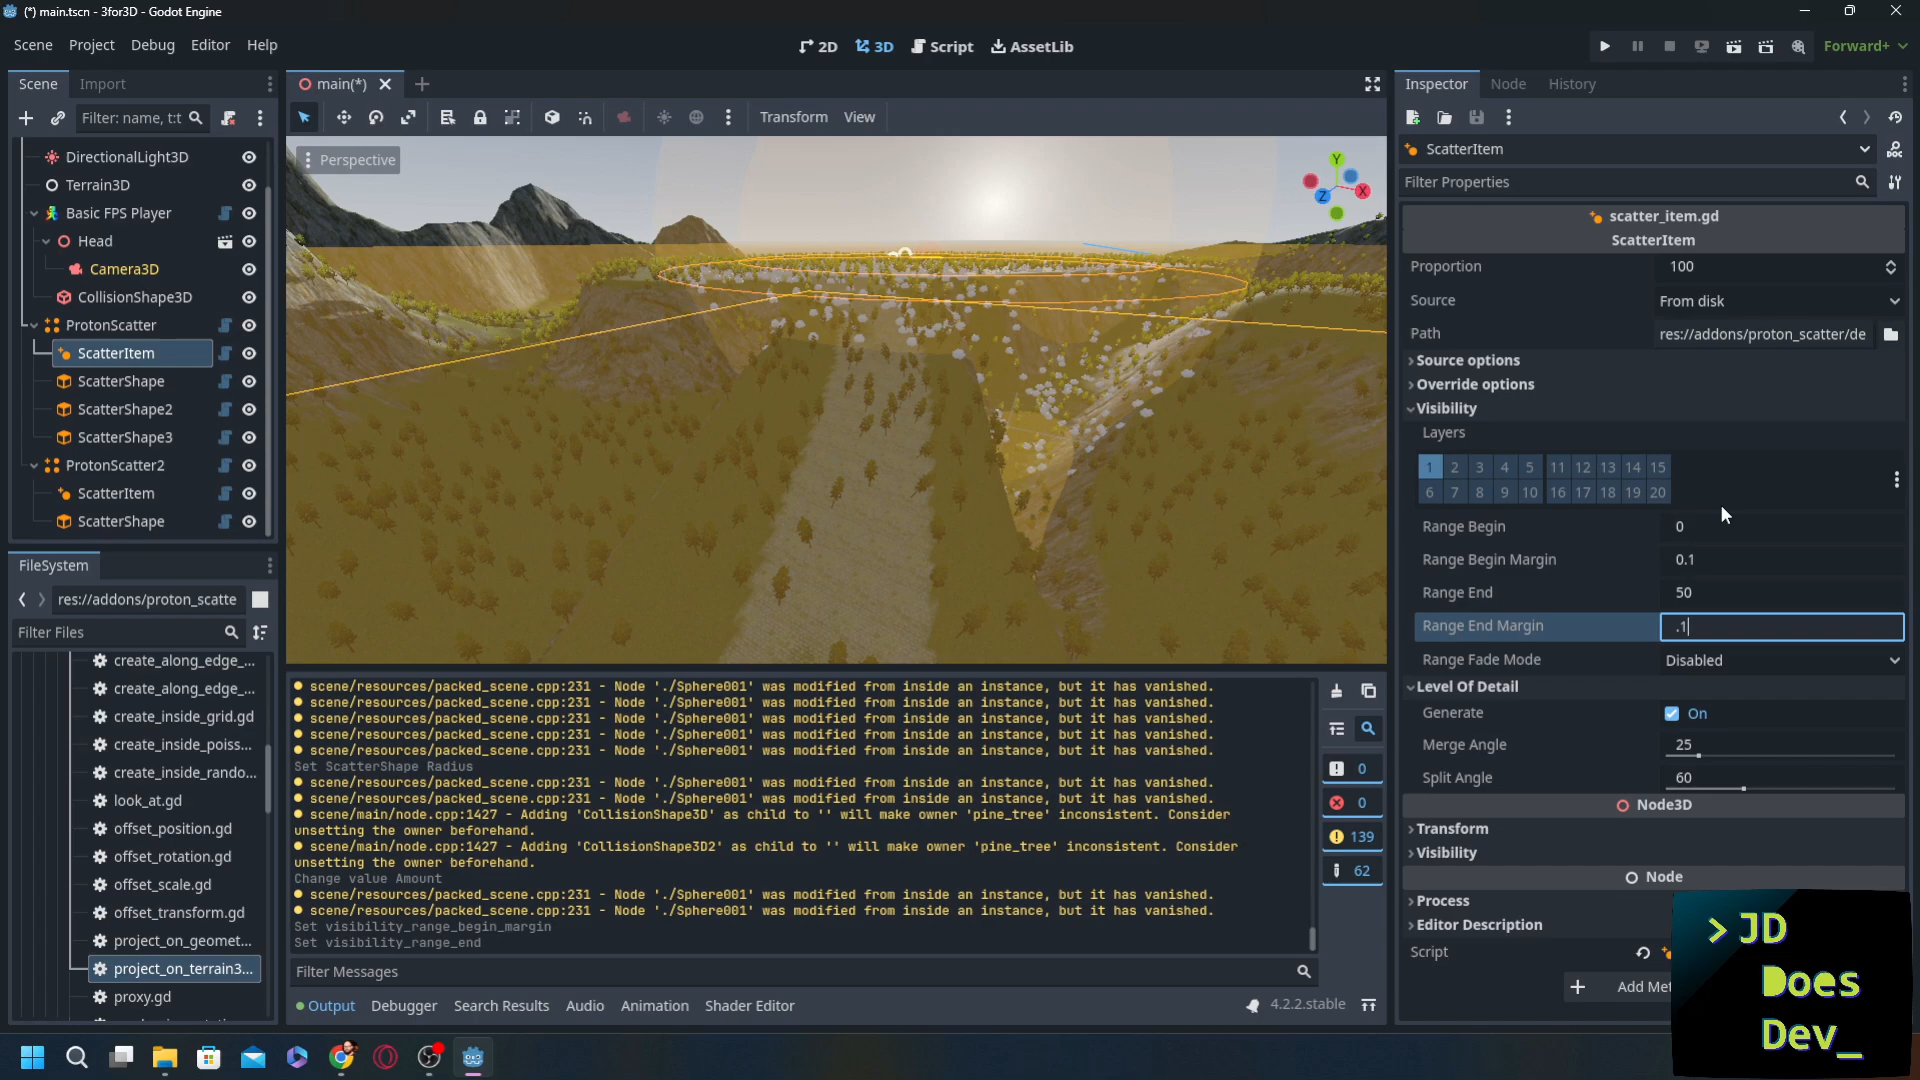 (*) main.tscn - 3for3D - Godot Engine
Scene Project Debug Editor Help
2D 3D Script AssetLib
Forward+
Scene Import
Filter: name, t:t
DirectionalLight3D
Terrain3D
Basic FPS Player
Head
Camera3D
CollisionShape3D
ProtonScatter
ScatterItem
ScatterShape
ScatterShape2
ScatterShape3
ProtonScatter2
ScatterItem
ScatterShape
FileSystem
res://addons/proton_scatte
Filter Files
create_along_edge_...
create_along_edge_...
create_inside_grid.gd
create_inside_poiss...
create_inside_rando...
look_at.gd
offset_position.gd
offset_rotation.gd
offset_scale.gd
offset_transform.gd
project_on_geomet...
project_on_terrain3...
proxy.gd
main(*)
Transform View
Perspective
Y
X
Z
scene/resources/packed_scene.cpp:231 - Node './Sphere001' was modified from inside an instance, but it has vanished.
scene/resources/packed_scene.cpp:231 - Node './Sphere001' was modified from inside an instance, but it has vanished.
scene/resources/packed_scene.cpp:231 - Node './Sphere001' was modified from inside an instance, but it has vanished.
scene/resources/packed_scene.cpp:231 - Node './Sphere001' was modified from inside an instance, but it has vanished.
scene/resources/packed_scene.cpp:231 - Node './Sphere001' was modified from inside an instance, but it has vanished.
Set ScatterShape Radius
scene/resources/packed_scene.cpp:231 - Node './Sphere001' was modified from inside an instance, but it has vanished.
scene/resources/packed_scene.cpp:231 - Node './Sphere001' was modified from inside an instance, but it has vanished.
scene/main/node.cpp:1427 - Adding 'CollisionShape3D' as child to '' will make owner 'pine_tree' inconsistent. Consider
unsetting the owner beforehand.
scene/main/node.cpp:1427 - Adding 'CollisionShape3D2' as child to '' will make owner 'pine_tree' inconsistent. Consider
unsetting the owner beforehand.
Change value Amount
scene/resources/packed_scene.cpp:231 - Node './Sphere001' was modified from inside an instance, but it has vanished.
scene/resources/packed_scene.cpp:231 - Node './Sphere001' was modified from inside an instance, but it has vanished.
Set visibility_range_begin_margin
Set visibility_range_end
0
0
139
62
Filter Messages
Output Debugger Search Results Audio Animation Shader Editor
4.2.2.stable
Inspector Node History
ScatterItem
DOC
Filter Properties
scatter_item.gd
ScatterItem
Proportion 100
Source From disk
Path res://addons/proton_scatter/de
Source options
Override options
Visibility
Layers
1 2 3 4 5 11 12 13 14 15
6 7 8 9 10 16 17 18 19 20
Range Begin 0
Range Begin Margin 0.1
Range End 50
Range End Margin .1
Range Fade Mode Disabled
Level Of Detail
Generate On
Merge Angle 25
Split Angle 60
Node3D
Transform
Visibility
Node
Process
Editor Description
Script
Add Met
> JD
Does
Dev_